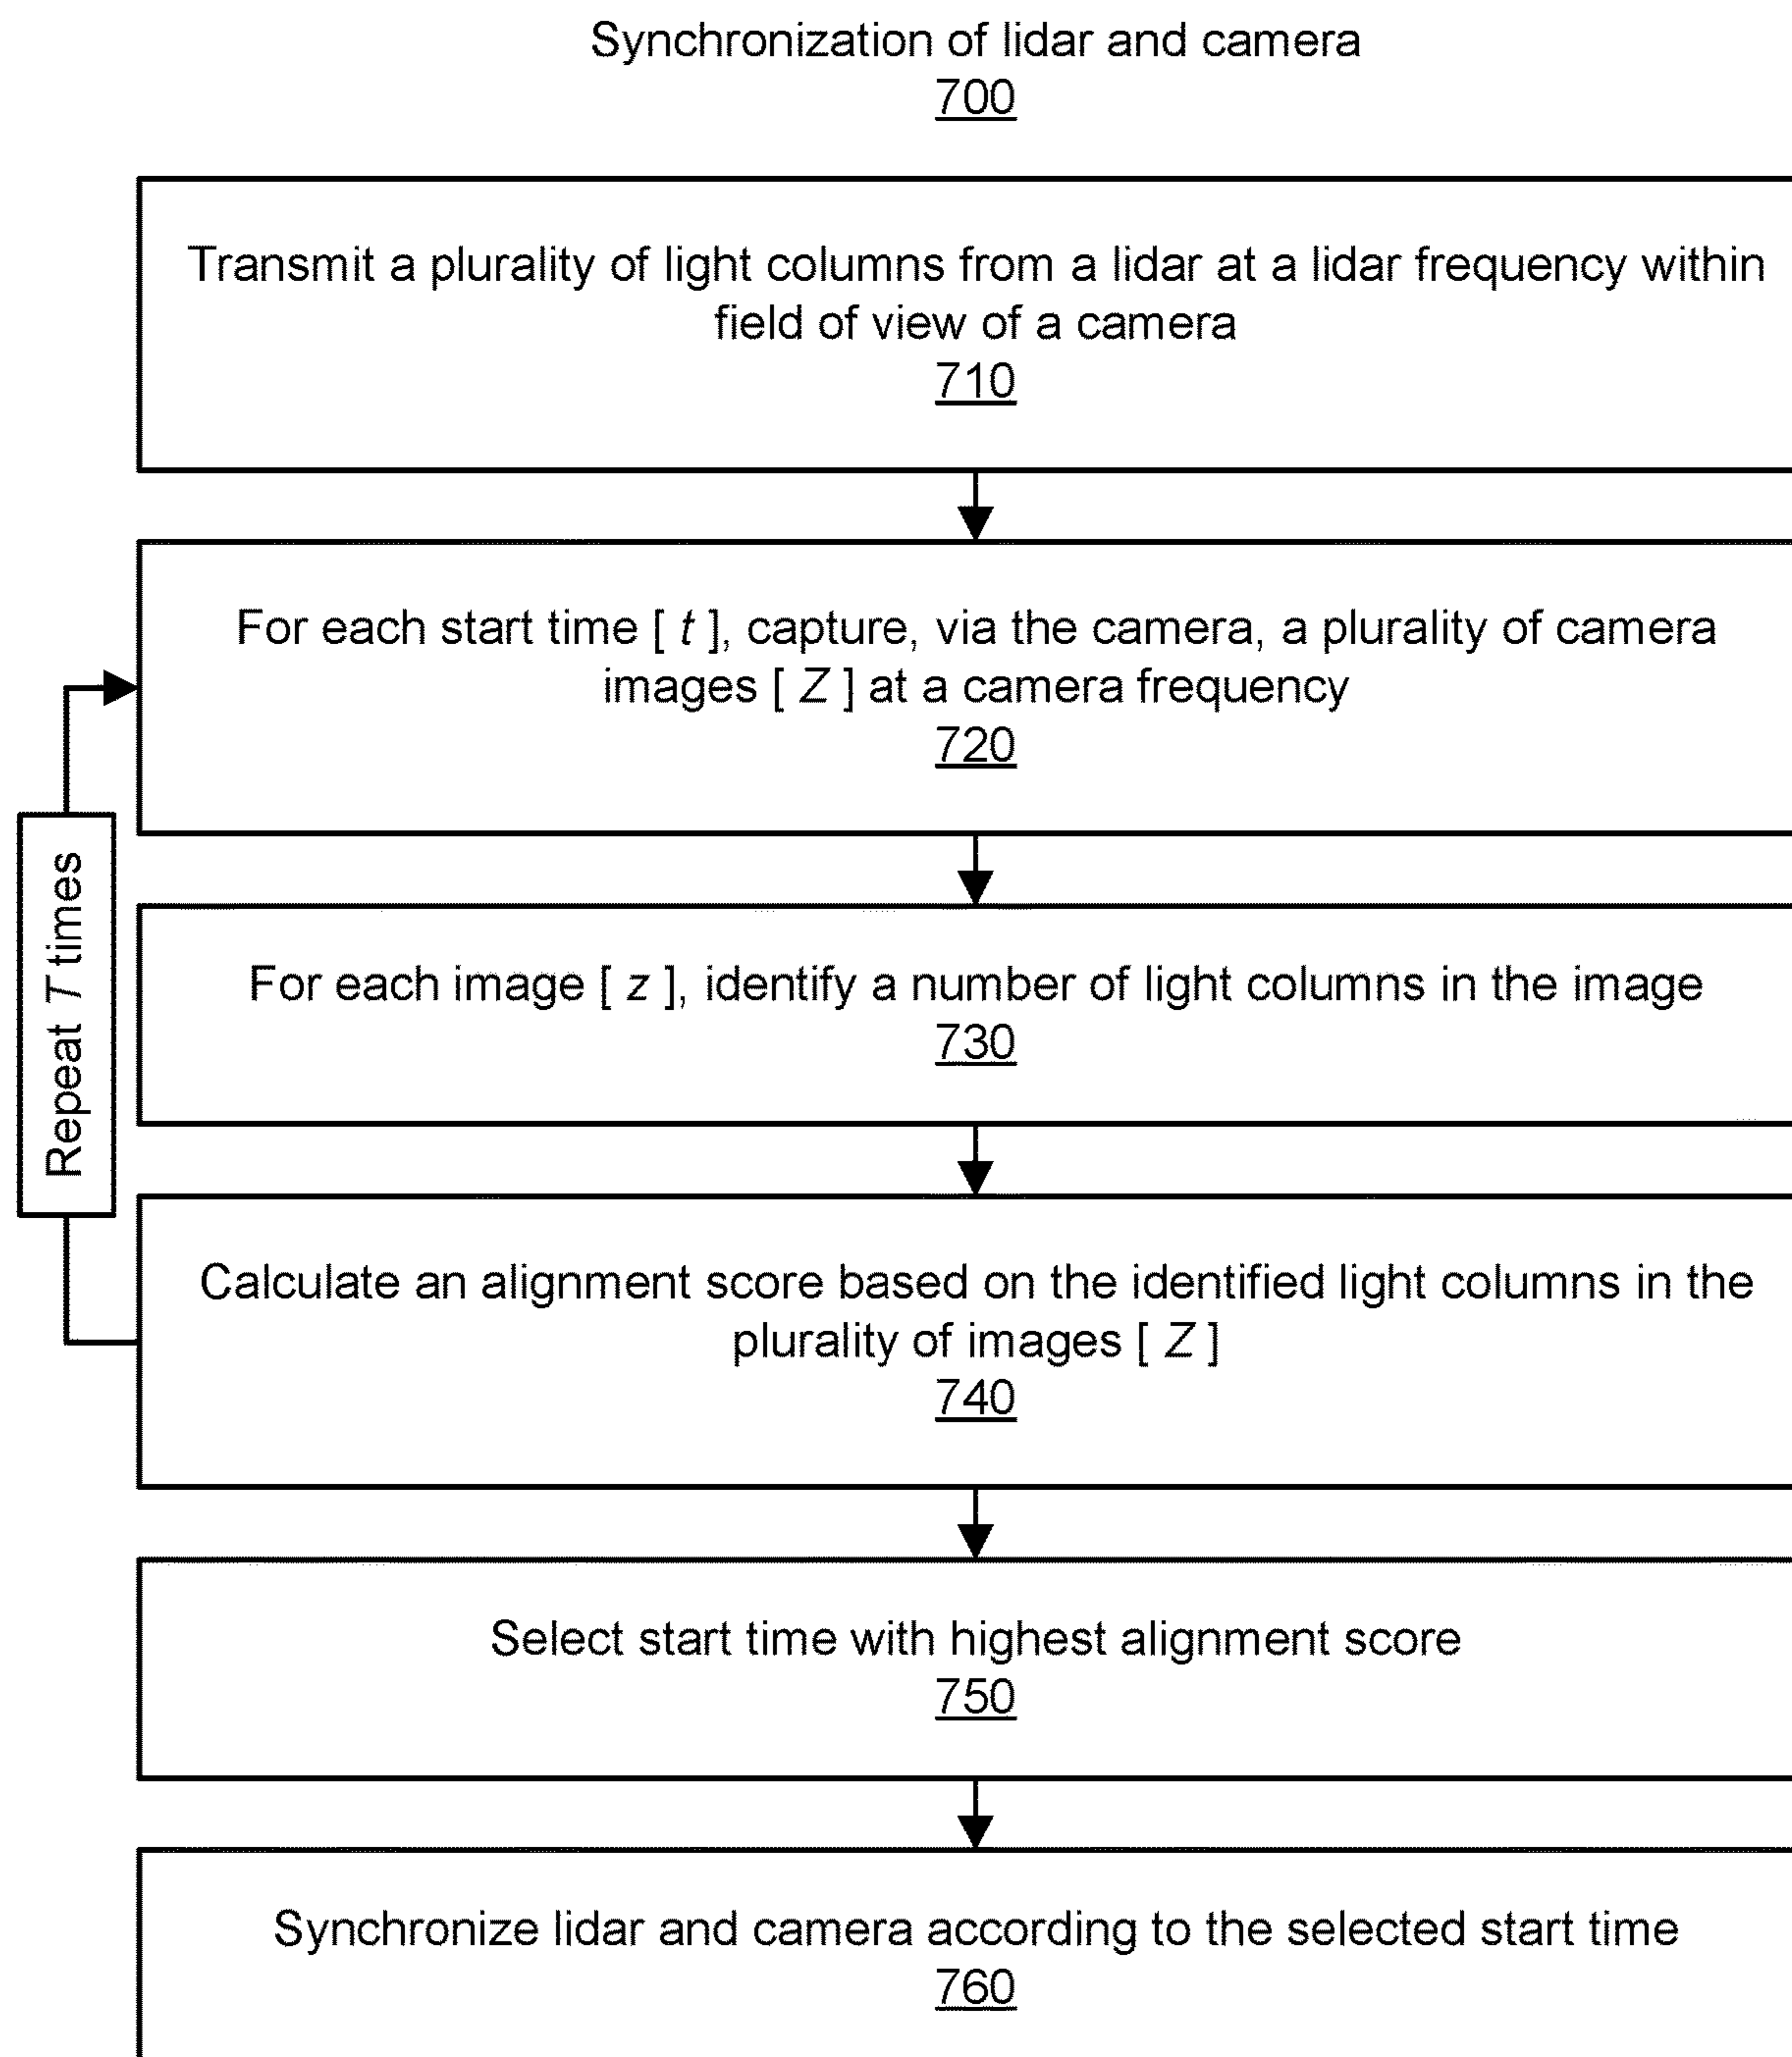 Synchronization of lidar and camera
700
Transmit a plurality of light columns from a lidar at a lidar frequency within
field of view of a camera
710
For each start time [ t ], capture, via the camera, a plurality of camera
images [ Z ] at a camera frequency
720
Repeat T times
For each image [ z ], identify a number of light columns in the image
730
Calculate an alignment score based on the identified light columns in the
plurality of images [ Z ]
740
Select start time with highest alignment score
750
Synchronize lidar and camera according to the selected start time
760